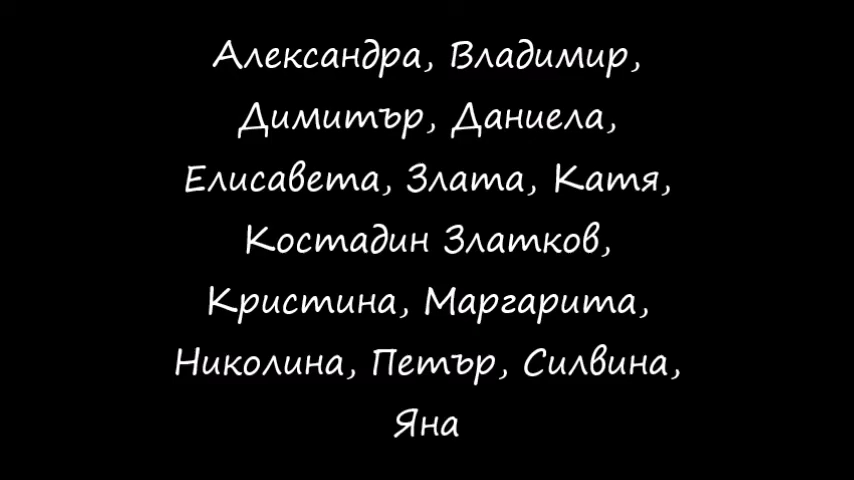 Александра, Владимир,
Димитър, Даниела,
Елисавета, Злата, Катя,
Костадин Златков,
Кристина, Маргарита,
Николина, Петър, Силвина,
Яна